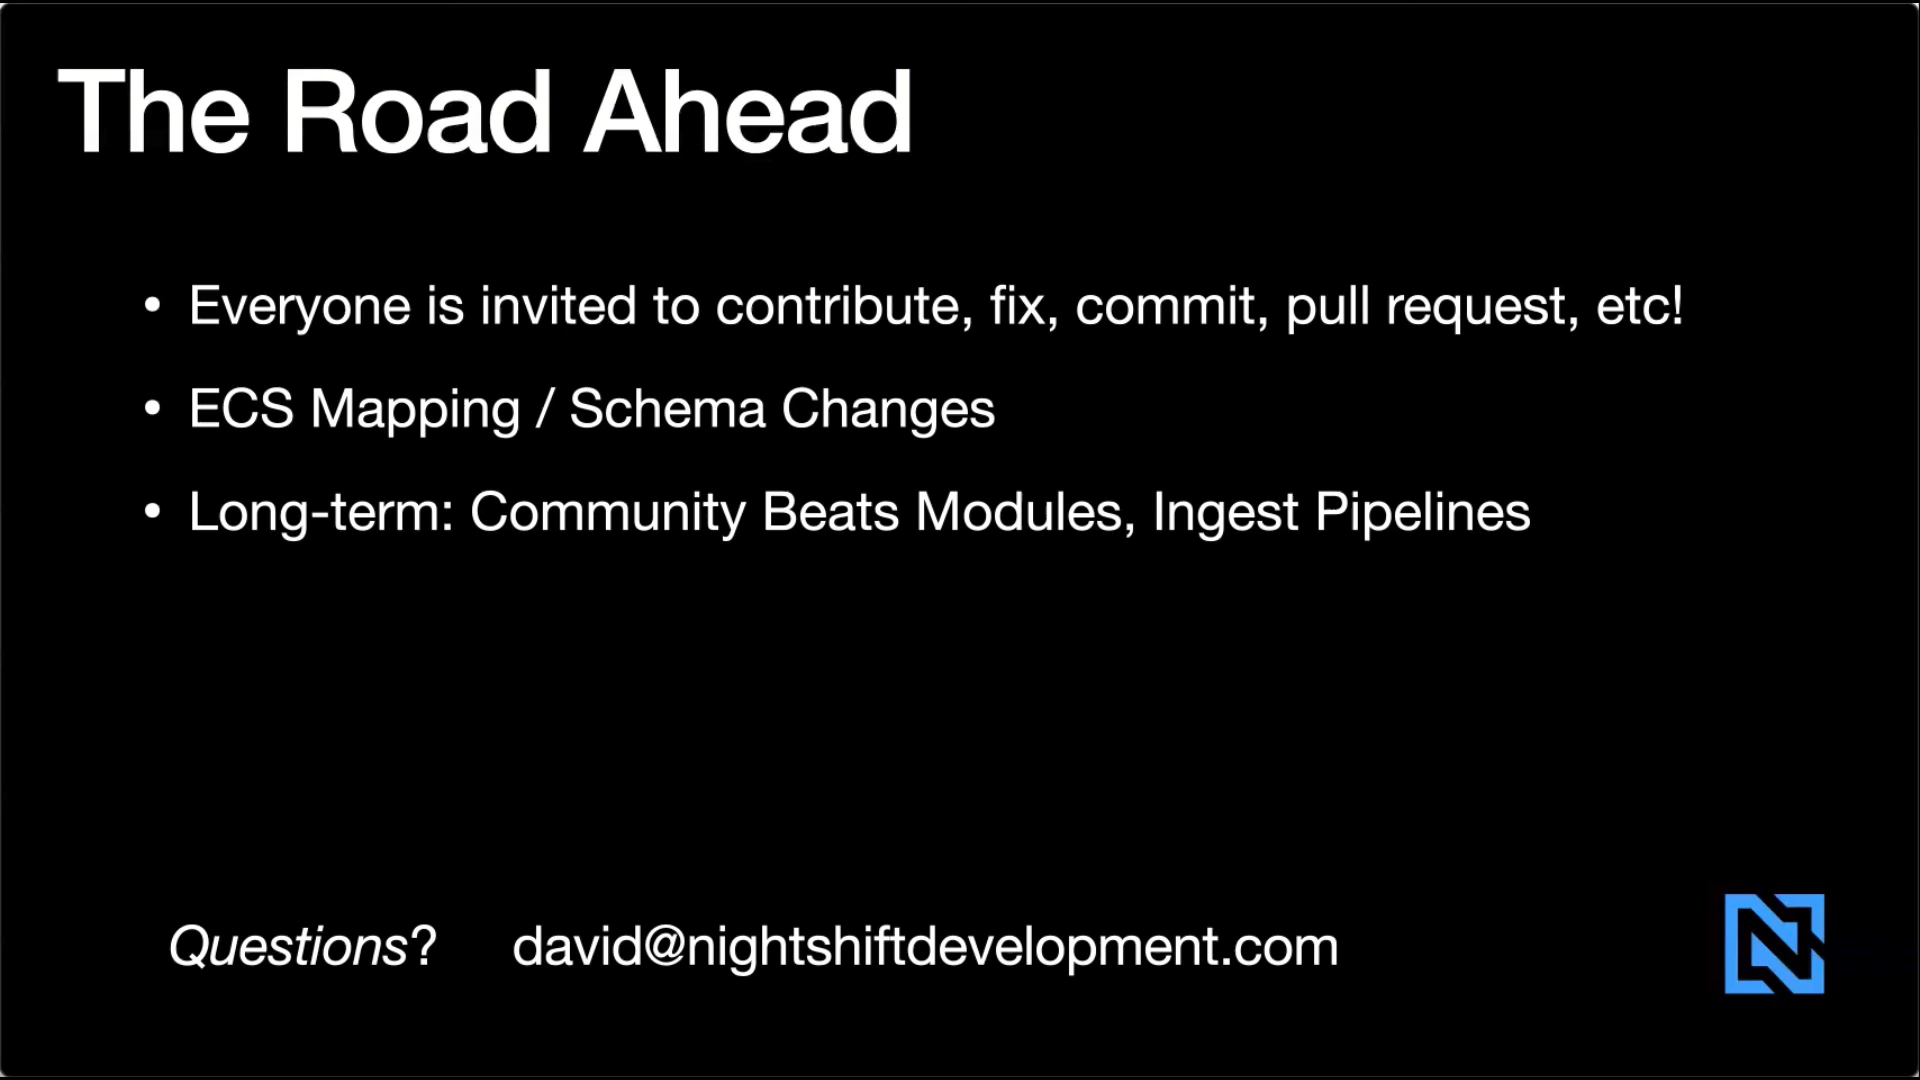 The Road Ahead
• Everyone is invited to contribute, fix, commit, pull request, etc!
• ECS Mapping / Schema Changes
• Long-term: Community Beats Modules, Ingest Pipelines
Questions? david@nightshiftdevelopment.com